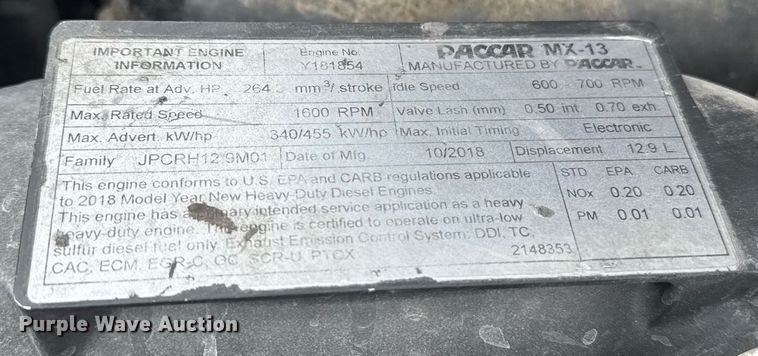 IMPORTANT ENGINE INFORMATION
Engine No. Y181854
PACCAR MX-13
MANUFACTURED BY PACCAR
Fuel Rate at Adv. HP 264 mm³/ stroke Idle Speed 600 - 700 RPM
Max. Rated Speed 1600 RPM Valve Lash (mm) 0.50 int. 0.70 exh.
Max. Advert. kW/hp 340/455 kW/hp Max. Initial Timing Electronic
Family JPCRH12.9M01 Date of Mfg. 10/2018 Displacement 12.9 L
This engine conforms to U.S. EPA and CARB regulations applicable
to 2018 Model Year New Heavy-Duty Diesel Engines.
This engine has a primary intended service application as a heavy
heavy-duty engine. This engine is certified to operate on ultra-low
sulfur diesel fuel only. Exhaust Emission Control System: DDI, TC,
CAC, ECM, EGR-C, OC, SCR-U, PTOX
2148353
STD EPA CARB
NOx 0.20 0.20
PM 0.01 0.01
Purple Wave Auction